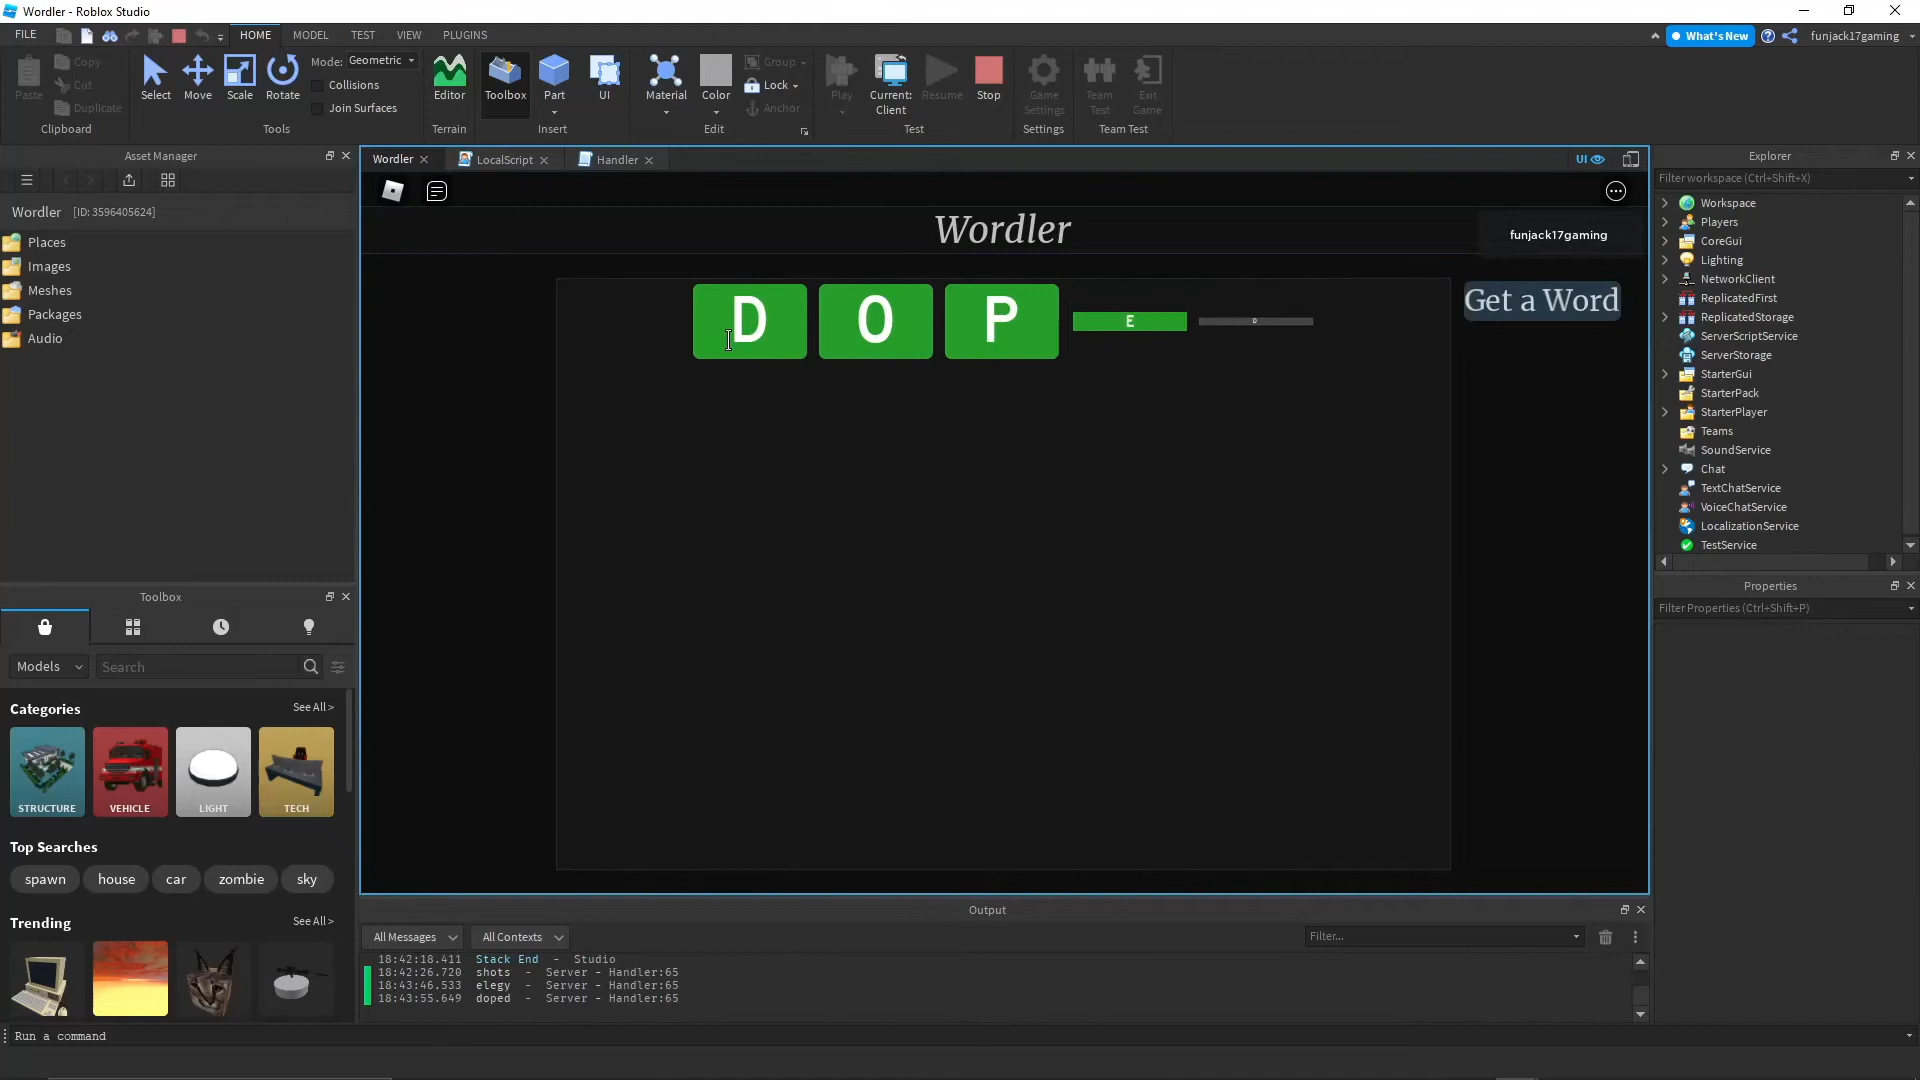 Wordler - Roblox Studio
FILE
HOME
MODEL
TEST
VIEW
PLUGINS
What's New
funjack17gaming
Paste
Copy
Cut
Duplicate
Clipboard
Select
Move
Scale
Rotate
Mode: Geometric
Collisions
Join Surfaces
Tools
Editor
Terrain
Toolbox
Part
UI
Insert
Material
Color
Group
Lock
Anchor
Edit
Play
Current:
Client
Resume
Stop
Test
Game
Settings
Settings
Team
Test
Exit
Game
Team Test
Asset Manager
Wordler [ID: 3596405624]
Places
Images
Meshes
Packages
Audio
Toolbox
Models
Search
Categories
See All >
STRUCTURE
VEHICLE
LIGHT
TECH
Top Searches
spawn
house
car
zombie
sky
Trending
See All >
Wordler
LocalScript
Handler
UI
Wordler
funjack17gaming
D O P E D
Get a Word
Output
All Messages
All Contexts
Filter...
18:42:18.411 Stack End - Studio
18:42:26.720 shots - Server - Handler:65
18:43:46.533 elegy - Server - Handler:65
18:43:55.649 doped - Server - Handler:65
Explorer
Filter workspace (Ctrl+Shift+X)
Workspace
Players
CoreGui
Lighting
NetworkClient
ReplicatedFirst
ReplicatedStorage
ServerScriptService
ServerStorage
StarterGui
StarterPack
StarterPlayer
Teams
SoundService
Chat
TextChatService
VoiceChatService
LocalizationService
TestService
Properties
Filter Properties (Ctrl+Shift+P)
Run a command